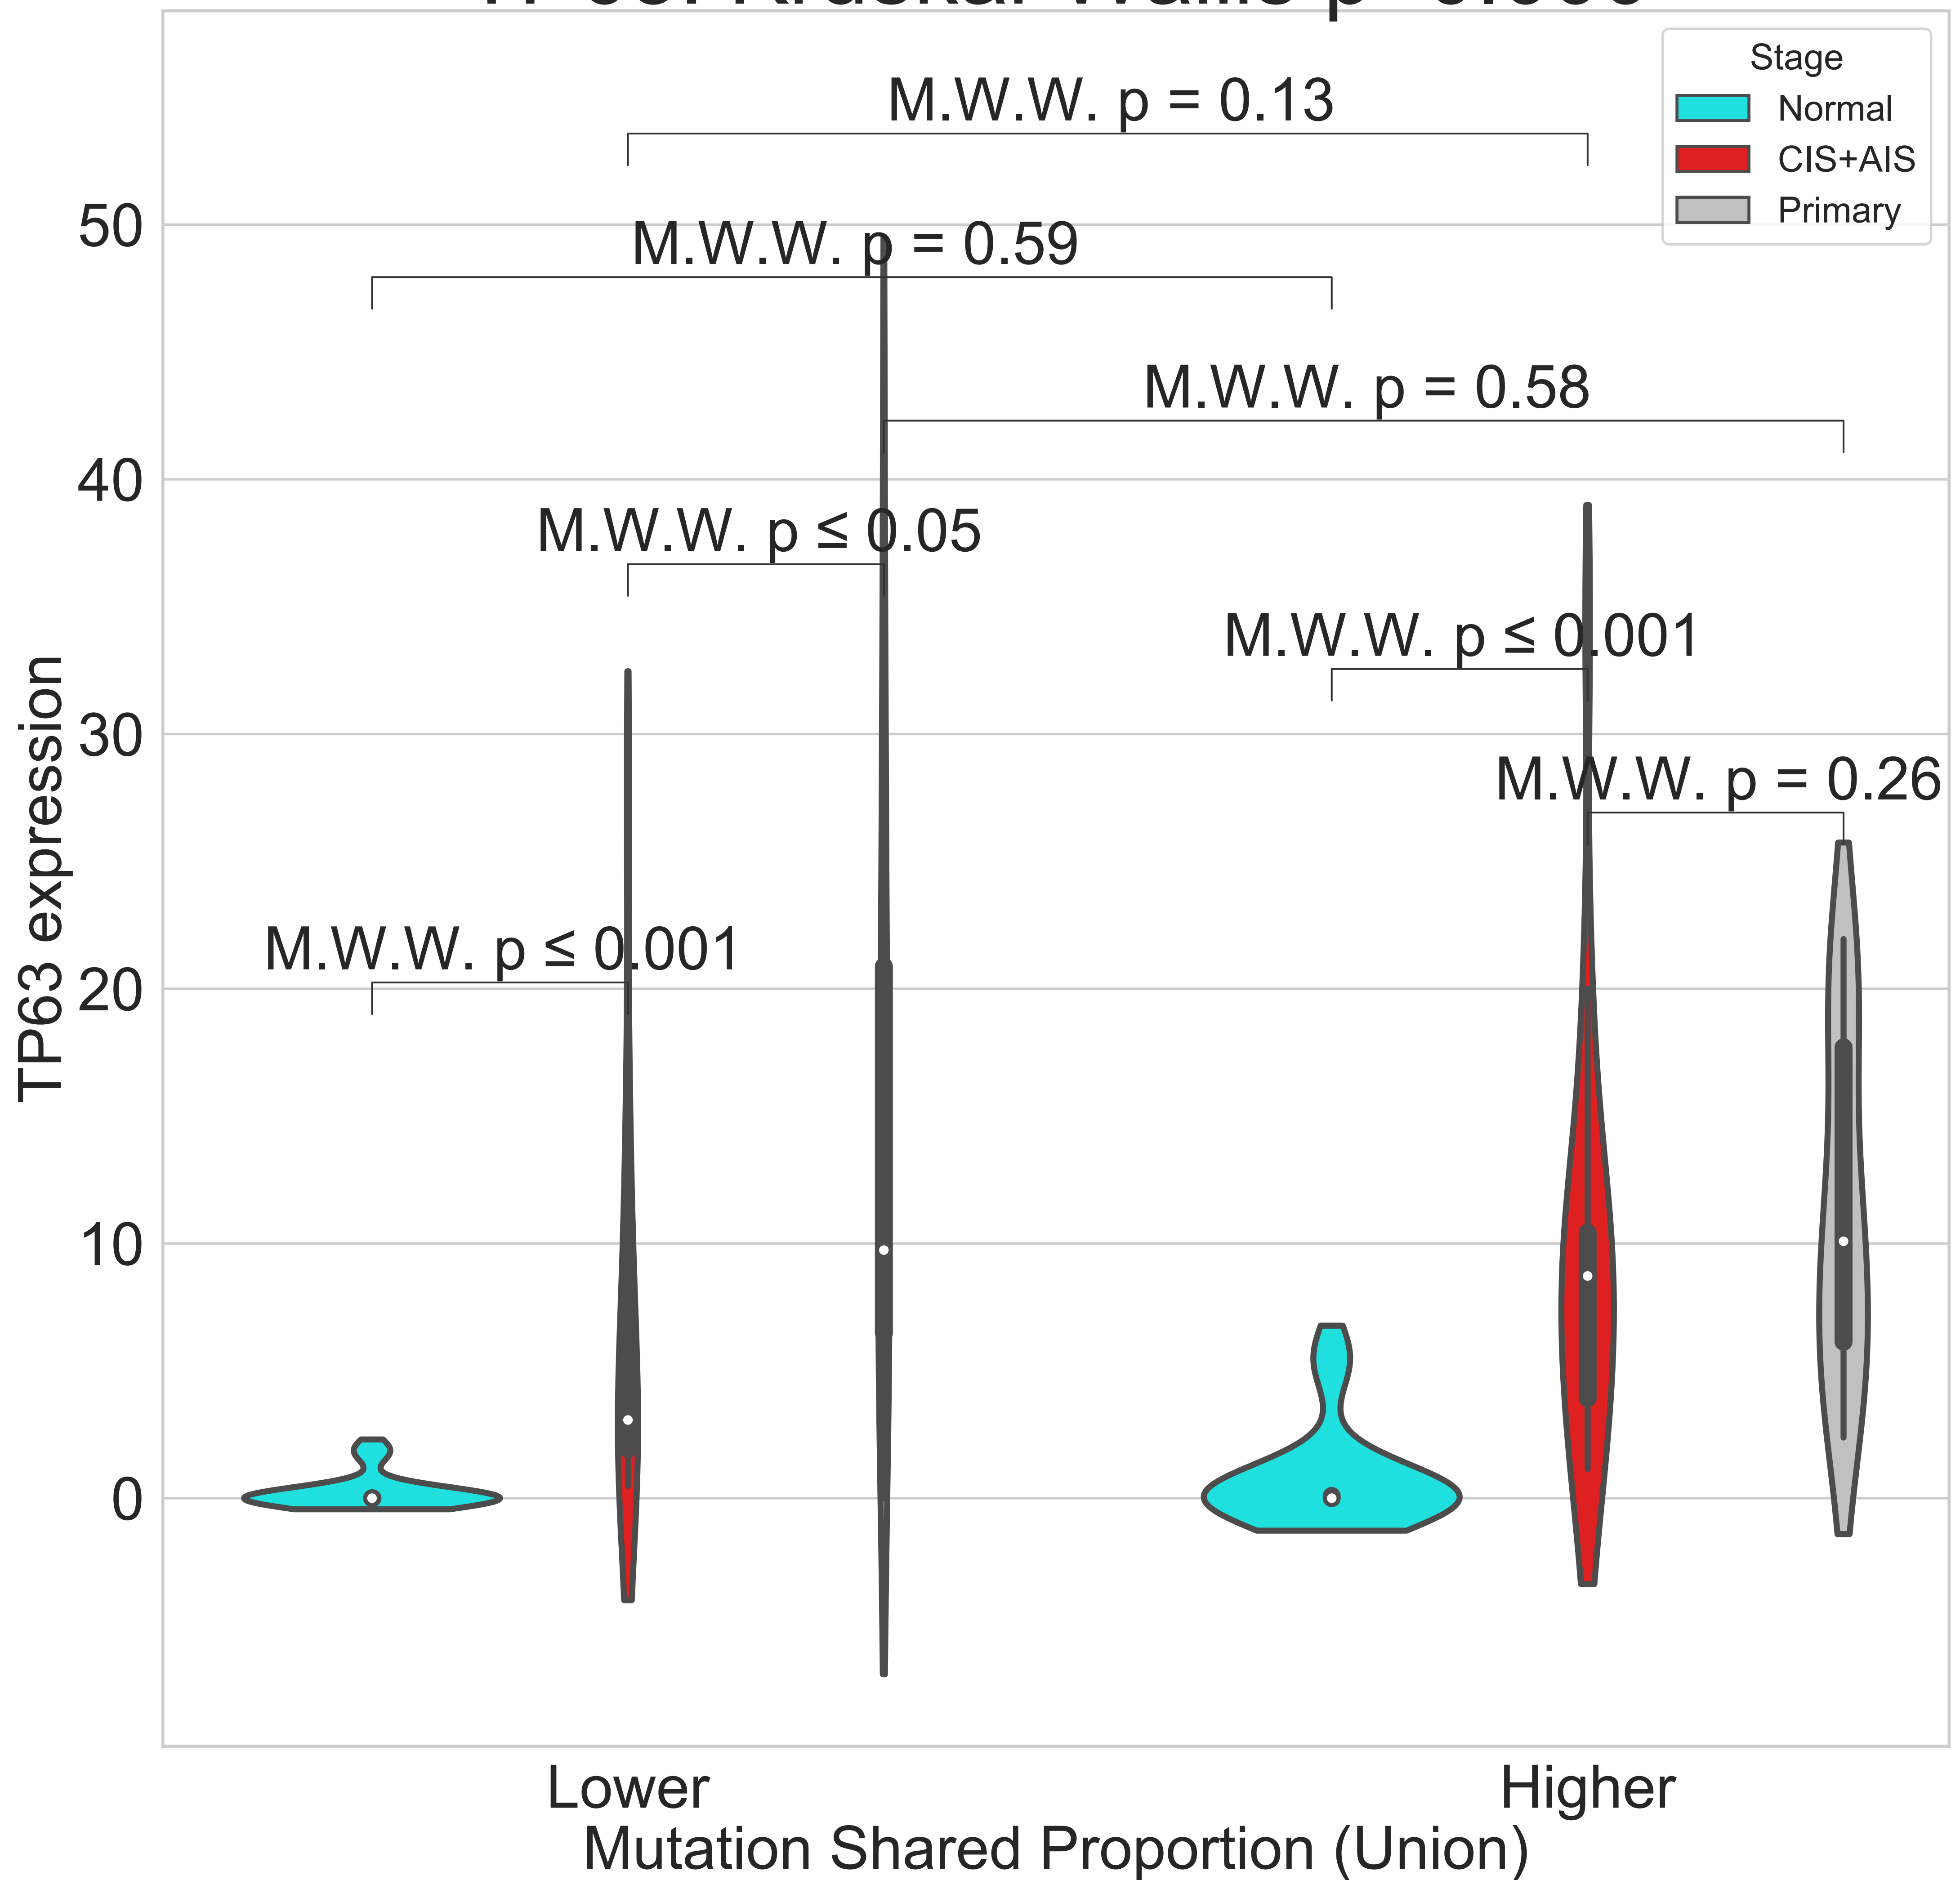 Stage
Normal
CIS+AIS
Primary
M.W.W. p = 0.13
M.W.W. p = 0.59
M.W.W. p = 0.58
M.W.W. p ≤ 0.05
M.W.W. p ≤ 0.001
M.W.W. p = 0.26
M.W.W. p ≤ 0.001
50
40
30
20
10
0
TP63 expression
Lower
Higher
Mutation Shared Proportion (Union)